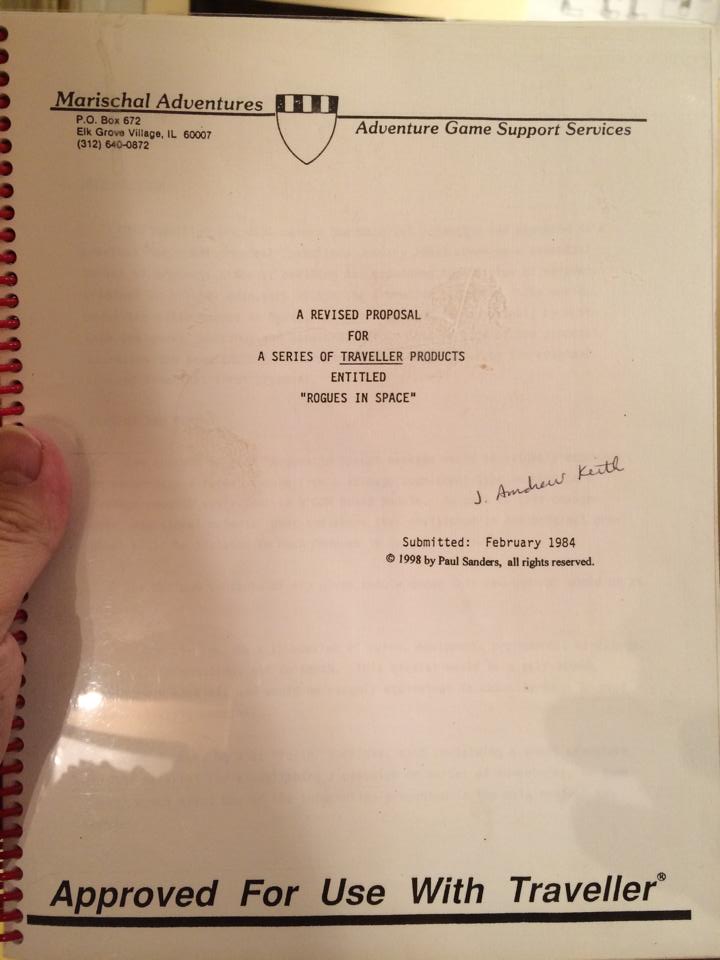 Marischal Adventures
P.O. Box 672
Elk Grove Village, IL 60007
(312) 640-0872
Adventure Game Support Services
A REVISED PROPOSAL
FOR
A SERIES OF TRAVELLER PRODUCTS
ENTITLED
"ROGUES IN SPACE"
J. Andrew Keith
Submitted: February 1984
© 1998 by Paul Sanders, all rights reserved.
Approved For Use With Traveller®